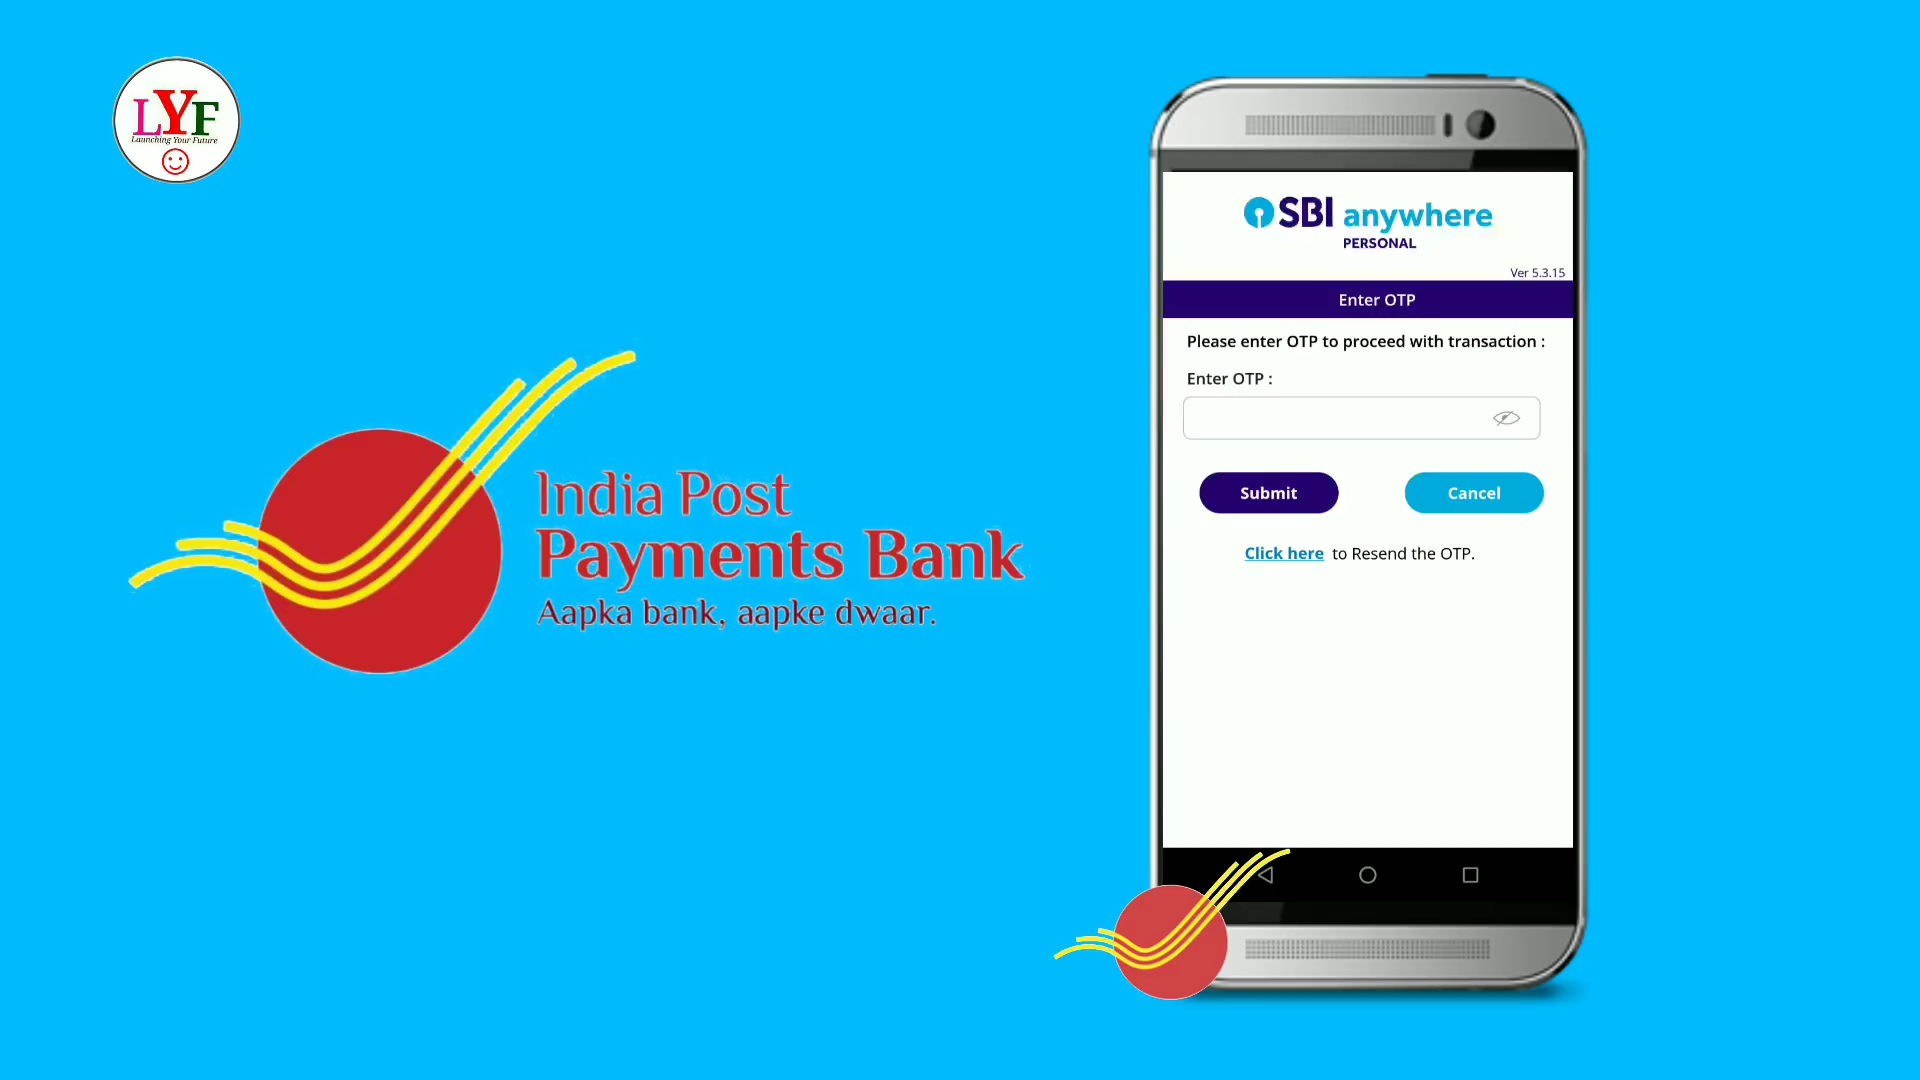 LYF
Launching Your Future
India Post
Payments Bank
Aapka bank, aapke dwaar.
SBI anywhere
PERSONAL
Ver 5.3.15
Enter OTP
Please enter OTP to proceed with transaction :
Enter OTP :
Submit Cancel
Click here to Resend the OTP.